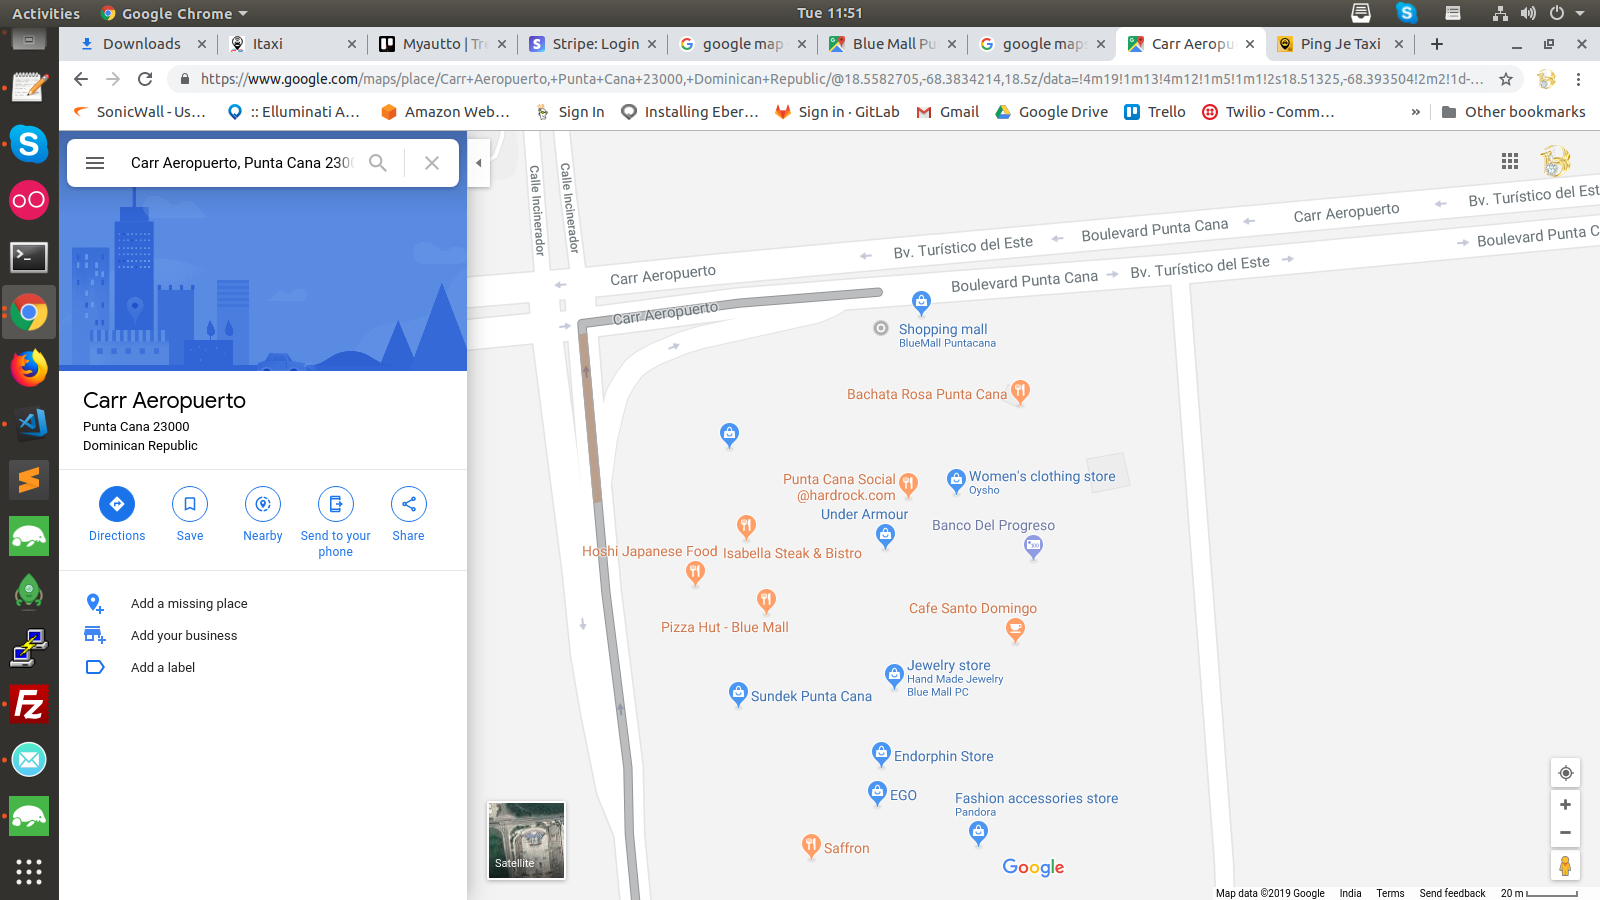 Activities
Google Chrome
Tue 11:51
Downloads
Itaxi
Myautto | Tre
Stripe: Login
google map
Blue Mall Pu
google map
Carr Aeropu
Ping Je Taxi
https://www.google.com/maps/place/Carr+Aeropuerto,+Punta+Cana+23000,+Dominican+Republic/@18.5582705,-68.3834214,18.5z/data=!4m19!1m13!4m12!1m5!1m1!2s18.51325,-68.393504!2m2!1d-...
SonicWall - Us...
:: Elluminati A...
Amazon Web...
Sign In
Installing Eber...
Sign in · GitLab
Gmail
Google Drive
Trello
Twilio - Comm...
»
Other bookmarks
Carr Aeropuerto, Punta Cana 2300
Carr Aeropuerto
Punta Cana 23000
Dominican Republic
Directions
Save
Nearby
Send to your
phone
Share
Add a missing place
Add your business
Add a label
Calle Incinerador
Calle Incinerador
Carr Aeropuerto
Bv. Turístico del Este
Boulevard Punta Cana
Carr Aeropuerto
Bv. Turístico del Est
Carr Aeropuerto
Boulevard Punta Cana
Bv. Turístico del Este
Boulevard Punta C
Shopping mall
BlueMall Puntacana
Bachata Rosa Punta Cana
Punta Cana Social
@hardrock.com
Women's clothing store
Oysho
Under Armour
Banco Del Progreso
Hoshi Japanese Food
Isabella Steak & Bistro
Pizza Hut - Blue Mall
Cafe Santo Domingo
Jewelry store
Hand Made Jewelry
Blue Mall PC
Sundek Punta Cana
Endorphin Store
EGO
Fashion accessories store
Pandora
Saffron
Satellite
Google
Map data ©2019 Google
India
Terms
Send feedback
20 m